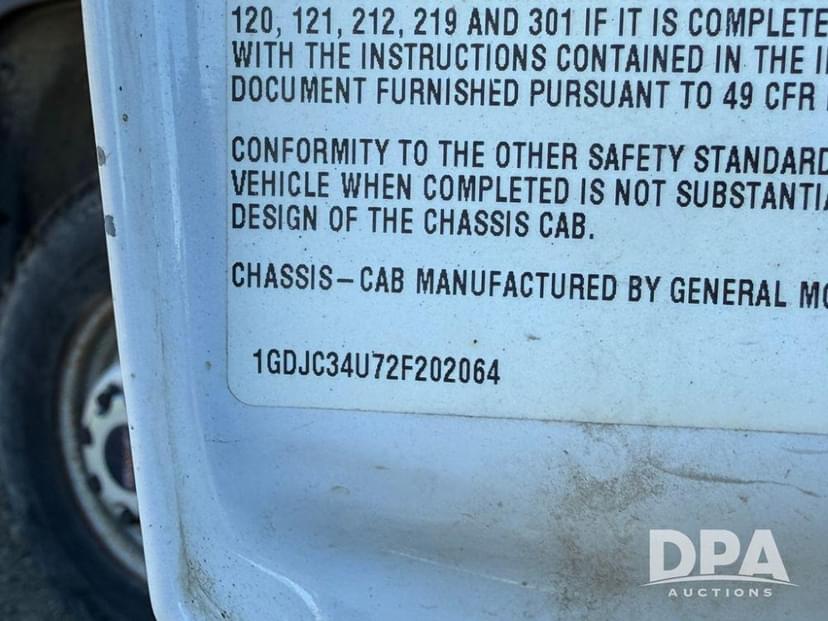 120, 121, 212, 219 AND 301 IF IT IS COMPLETE
WITH THE INSTRUCTIONS CONTAINED IN THE
DOCUMENT FURNISHED PURSUANT TO 49 CFR
CONFORMITY TO THE OTHER SAFETY STANDARD
VEHICLE WHEN COMPLETED IS NOT
DESIGN OF THE CHASSIS CAB.
CHASSIS-CAB MANUFACTURED BY GENERAL
1GDJC34U72F202064
DPA
AUCTIONS